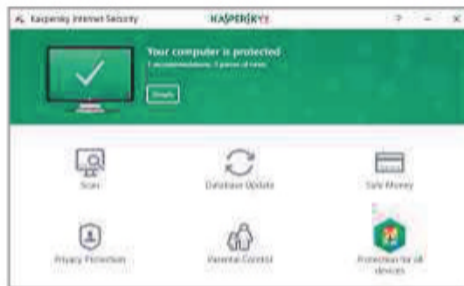 Kaspersky Internet Security
KASPERSKY
Your computer is protected
Details
Scan
Database Update
Safe Money
Privacy Protection
Parental Control
Protection for all
devices